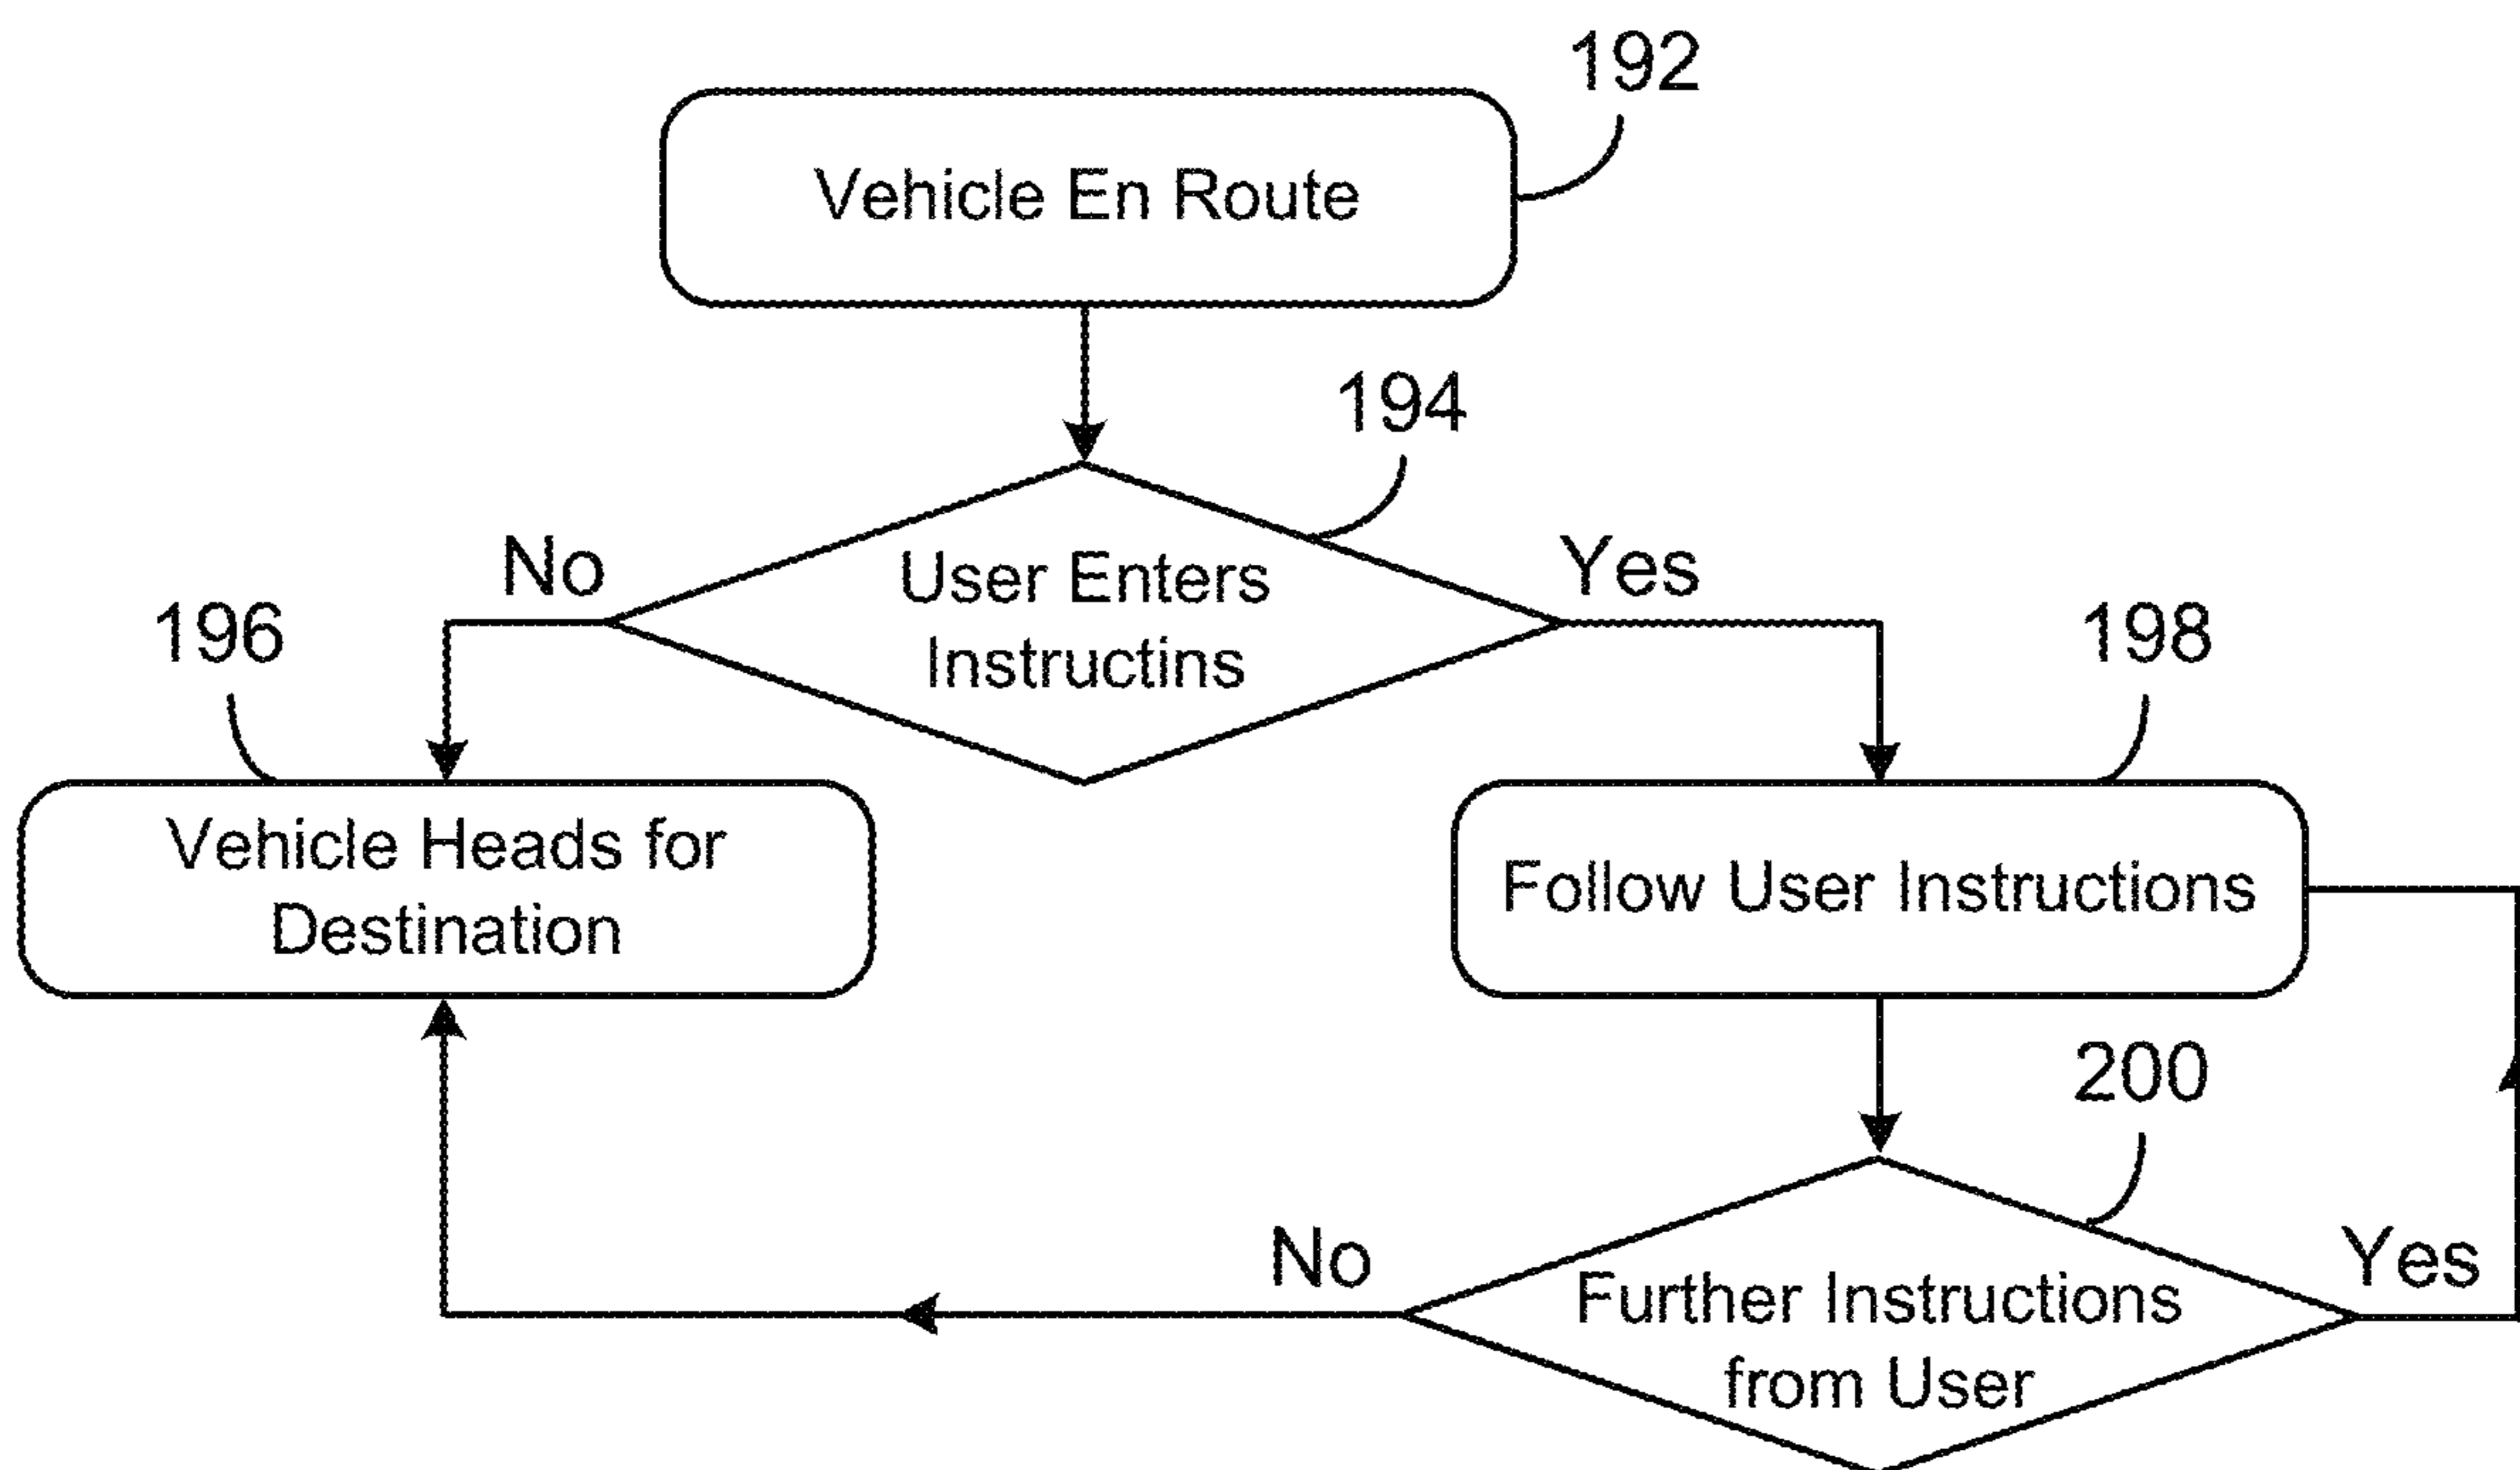 192
Vehicle En Route
194
No
User Enters
Instructins
Yes
196
198
Vehicle Heads for
Destination
Follow User Instructions
200
No
Further Instructions
from User
Yes